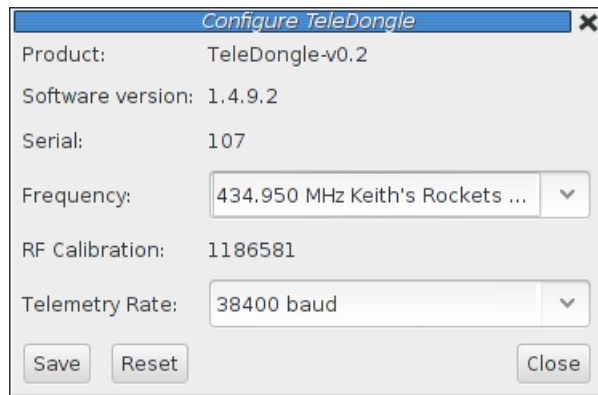 Configure TeleDongle
Product: TeleDongle-v0.2
Software version: 1.4.9.2
Serial: 107
Frequency: 434.950 MHz Keith's Rockets ...
RF Calibration: 1186581
Telemetry Rate: 38400 baud
Save Reset Close